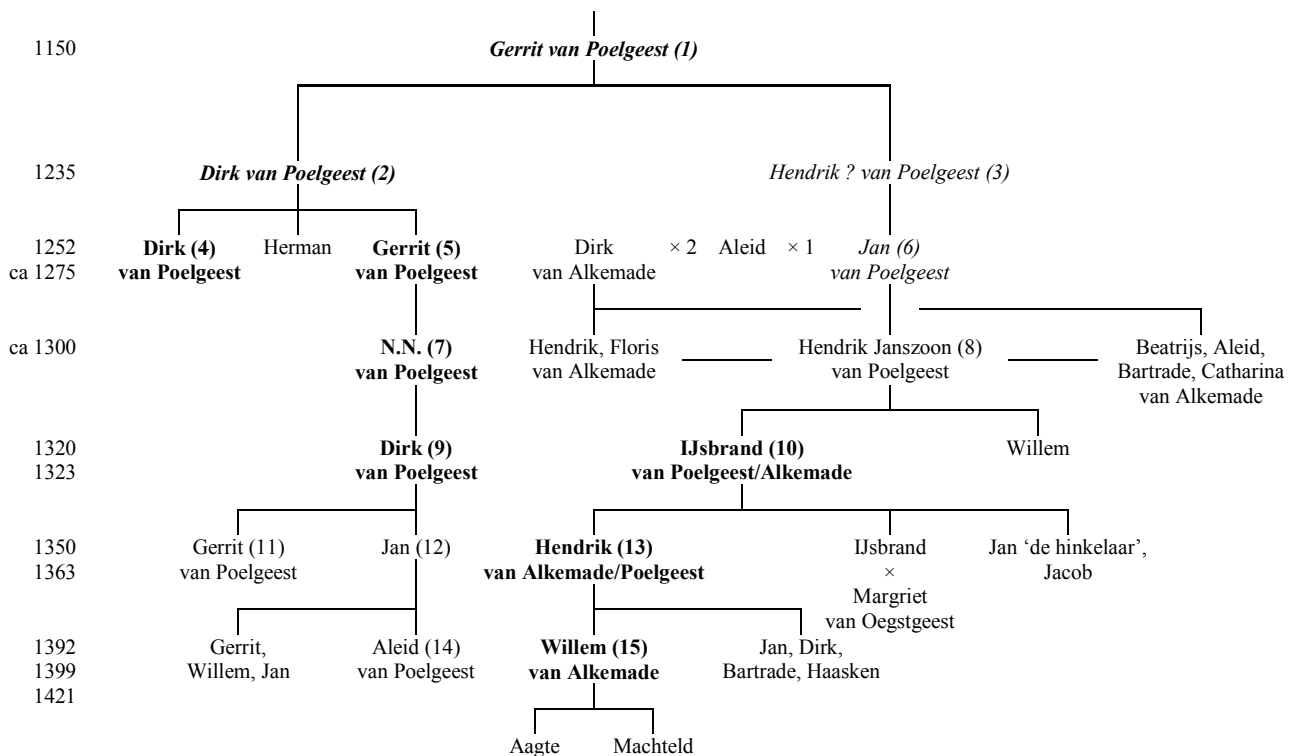 1150 Gerrit van Poelgeest (1)
1235 Dirk van Poelgeest (2) Hendrik ? van Poelgeest (3)
1252 Dirk (4) Herman Gerrit (5) Dirk × 2 Aleid × 1 Jan (6)
ca 1275 van Poelgeest van Poelgeest van Alkemade van Poelgeest
ca 1300 N.N. (7) Hendrik, Floris Hendrik Janszoon (8) Beatrijs, Aleid,
van Poelgeest van Alkemade van Poelgeest Bartrade, Catharina
van Alkemade
1320 Dirk (9) IJsbrand (10) Willem
1323 van Poelgeest van Poelgeest/Alkemade
1350 Gerrit (11) Jan (12) Hendrik (13) IJsbrand Jan ‘de hinkelaar’,
1363 van Poelgeest van Alkemade/Poelgeest × Jacob
Margriet
van Oegstgeest
1392 Gerrit, Aleid (14) Willem (15) Jan, Dirk,
1399 Willem, Jan van Poelgeest van Alkemade Bartrade, Haasken
1421
Aagte Machteld